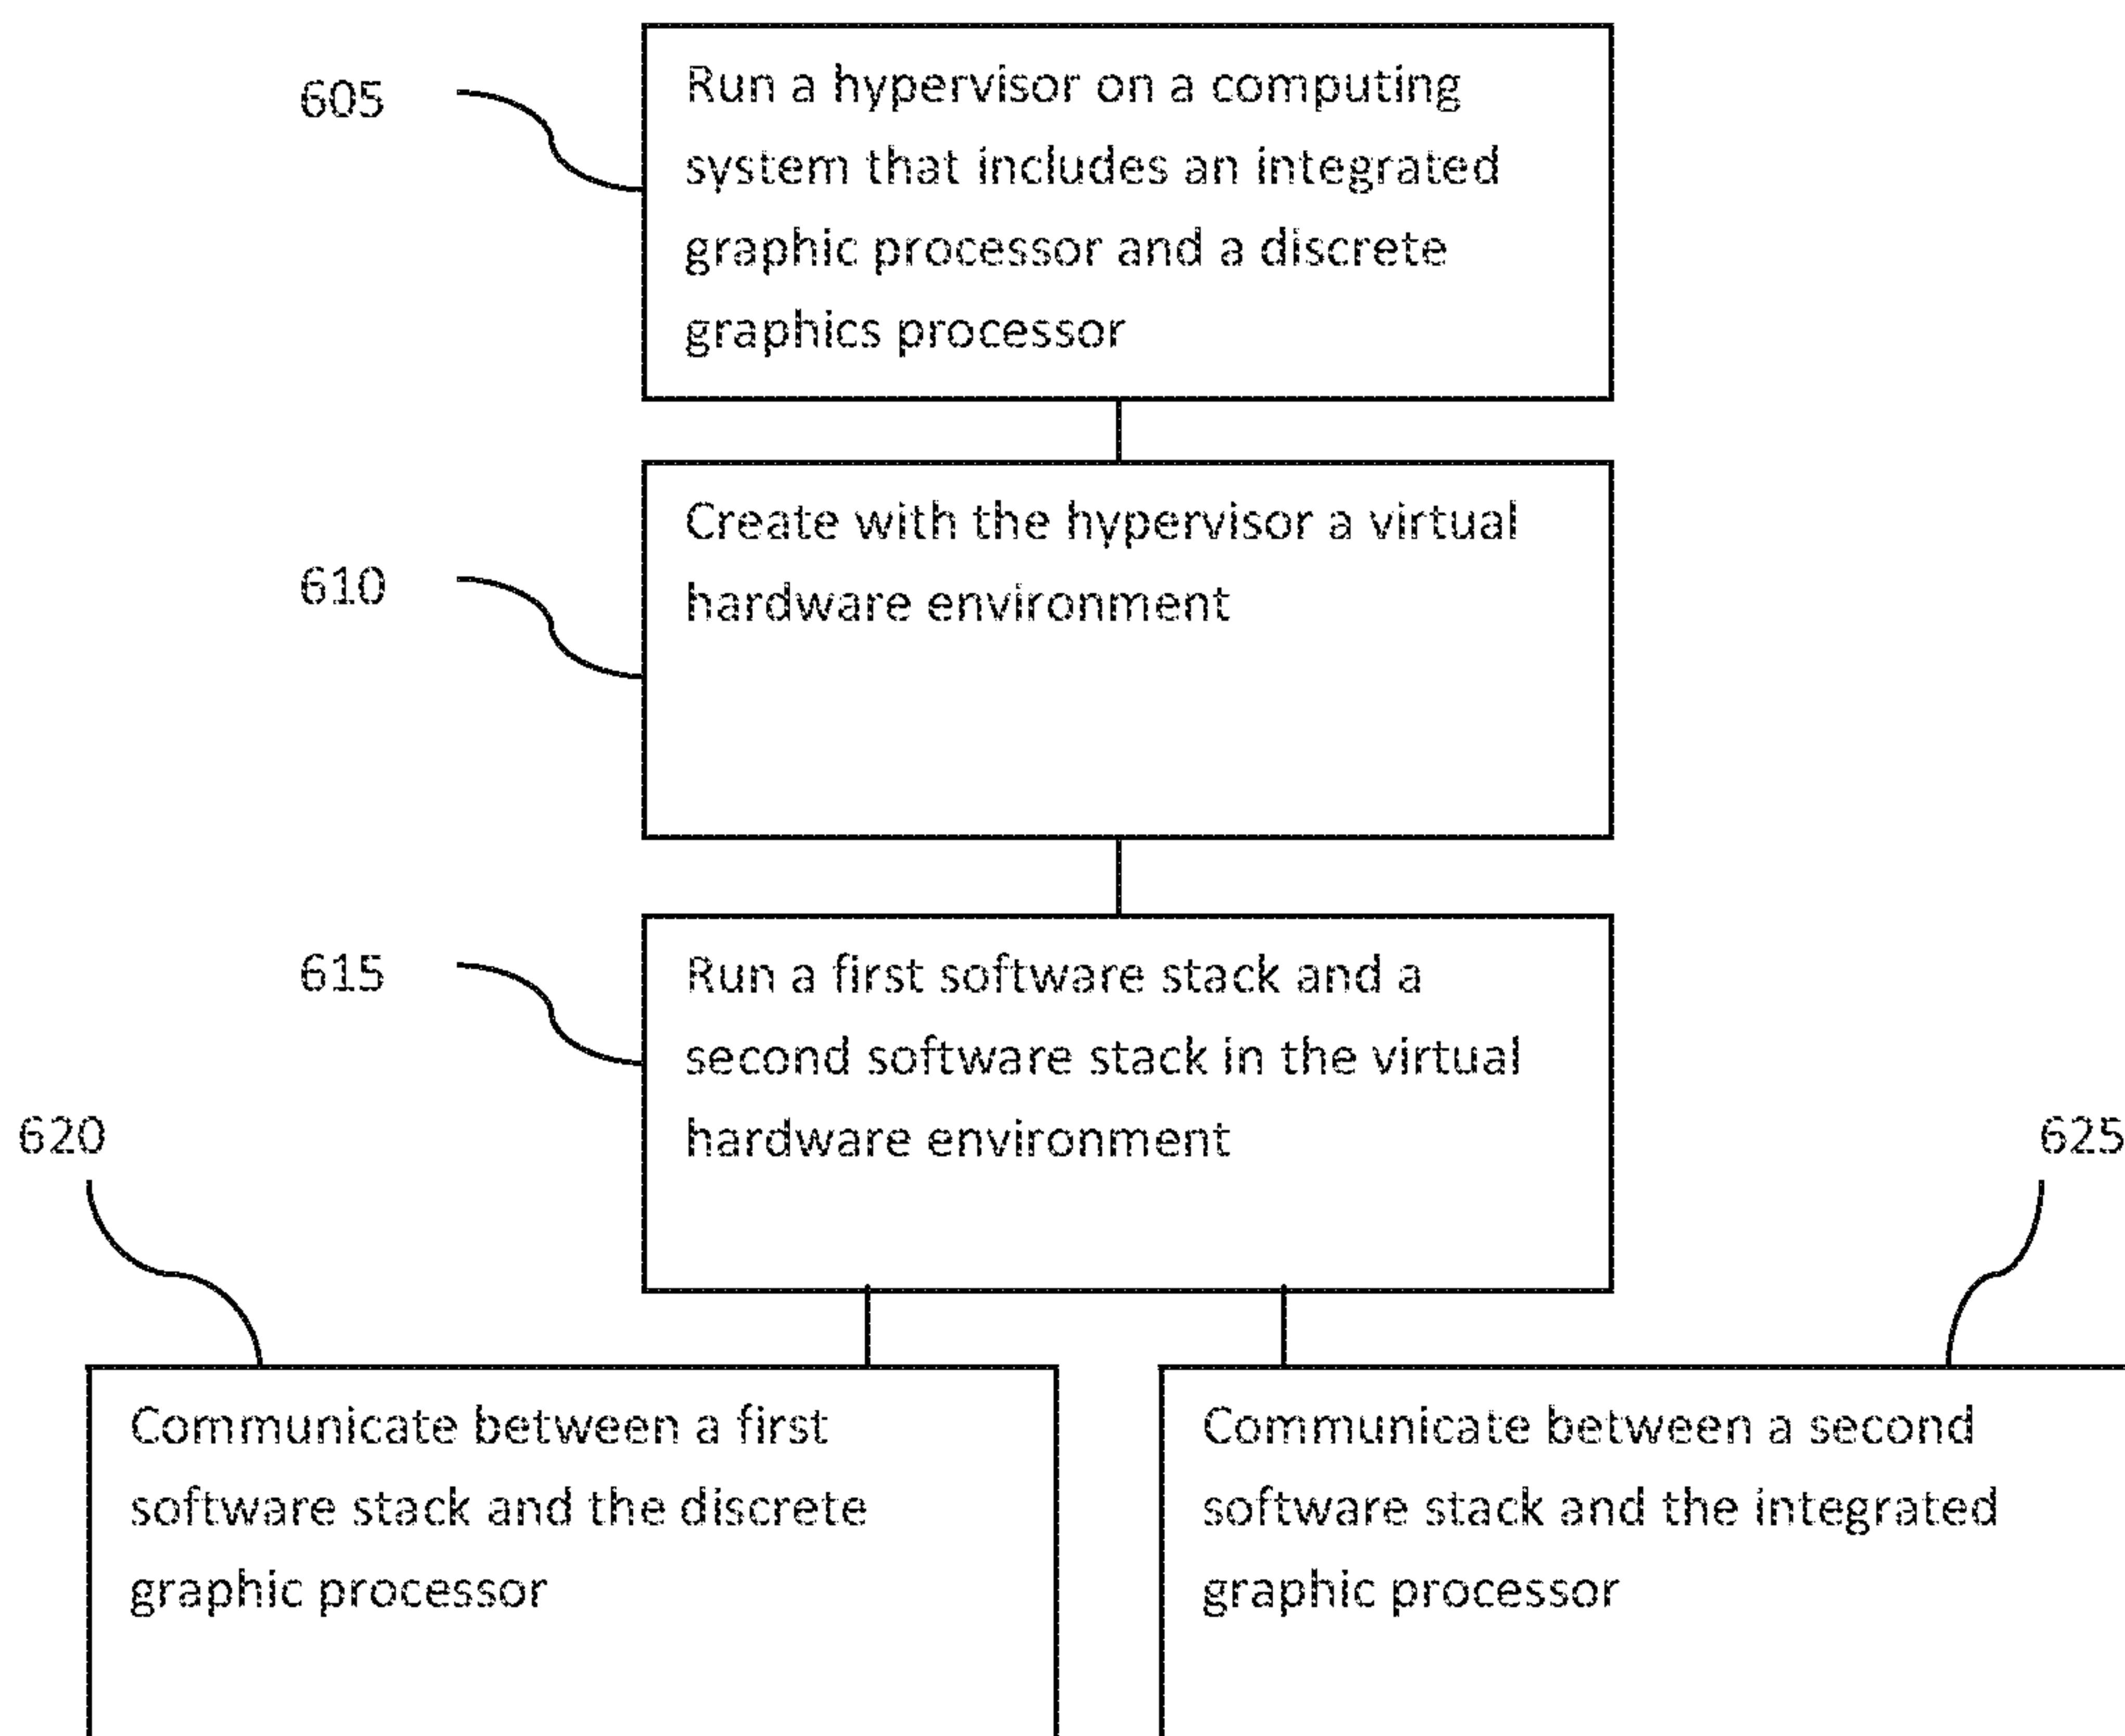 605
Run a hypervisor on a computing
system that includes an integrated
graphic processor and a discrete
graphics processor
610
Create with the hypervisor a virtual
hardware environment
615
Run a first software stack and a
second software stack in the virtual
hardware environment
620
625
Communicate between a first
software stack and the discrete
graphic processor
Communicate between a second
software stack and the integrated
graphic processor